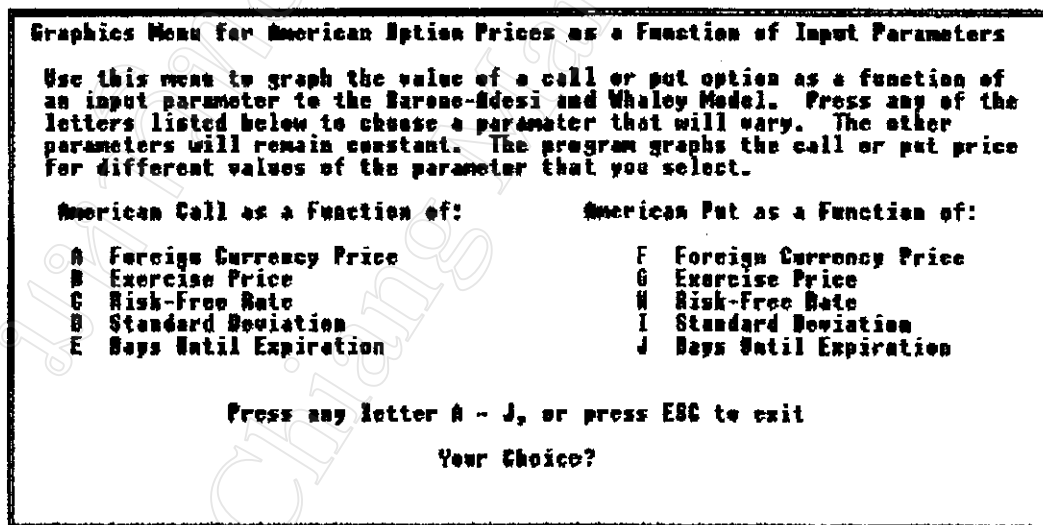 Graphics Menu for American Option Prices as a Function of Input Parameters
Use this menu to graph the value of a call or put option as a function of
an input parameter to the Barone-Adesi and Whaley Model. Press any of the
letters listed below to choose a parameter that will vary. The other
parameters will remain constant. The program graphs the call or put price
for different values of the parameter that you select.
American Call as a Function of:
A Foreign Currency Price
B Exercise Price
C Risk-Free Rate
D Standard Deviation
E Days Until Expiration
American Put as a Function of:
F Foreign Currency Price
G Exercise Price
H Risk-Free Rate
I Standard Deviation
J Days Until Expiration
Press any letter A - J, or press ESC to exit
Your Choice?
Chiang